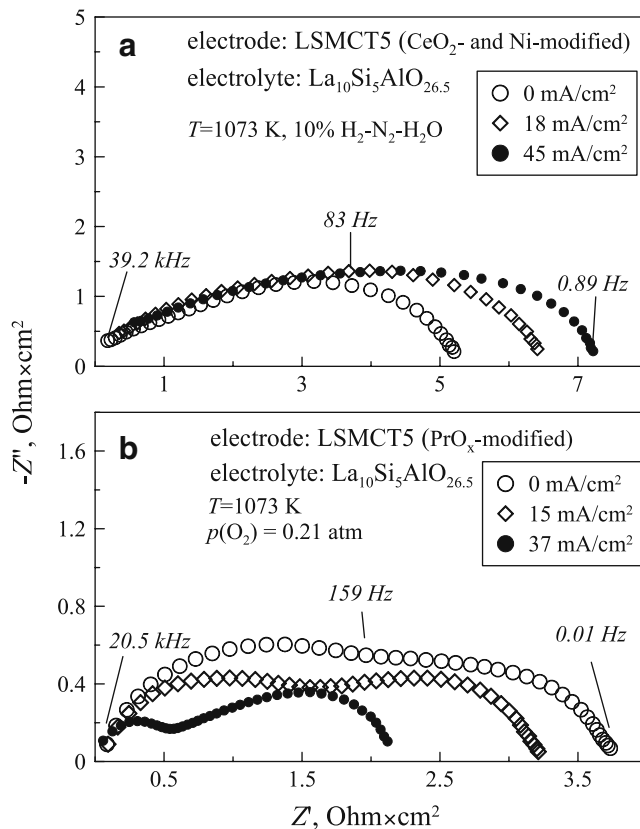 a
electrode: LSMCT5 (CeO₂- and Ni-modified)
electrolyte: La₁₀Si₅AlO₂₆.₅
T=1073 K, 10% H₂-N₂-H₂O
0 mA/cm²
18 mA/cm²
45 mA/cm²
5
4
3
2
1
0
39.2 kHz
83 Hz
0.89 Hz
1
3
5
7
-Z'', Ohm×cm²
b
electrode: LSMCT5 (PrOₓ-modified)
electrolyte: La₁₀Si₅AlO₂₆.₅
T=1073 K
p(O₂) = 0.21 atm
0 mA/cm²
15 mA/cm²
37 mA/cm²
1.6
1.2
0.8
0.4
0
20.5 kHz
159 Hz
0.01 Hz
0.5
1.5
2.5
3.5
Z', Ohm×cm²